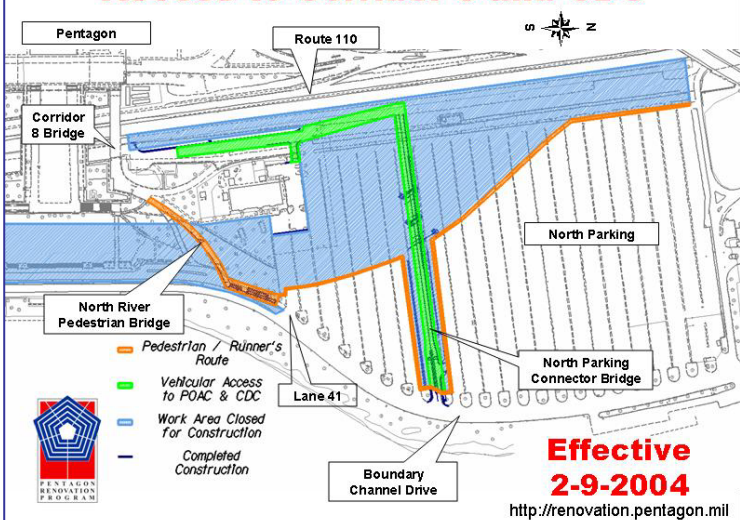 Pentagon
Route 110
S
N
Corridor
8 Bridge
North Parking
North River
Pedestrian Bridge
Pedestrian / Runner's
Route
Vehicular Access
to POAC & CDC
Work Area Closed
for Construction
Completed
Construction
Lane 41
North Parking
Connector Bridge
Boundary
Channel Drive
PENTAGON
RENOVATION
PROGRAM
Effective
2-9-2004
http://renovation.pentagon.mil